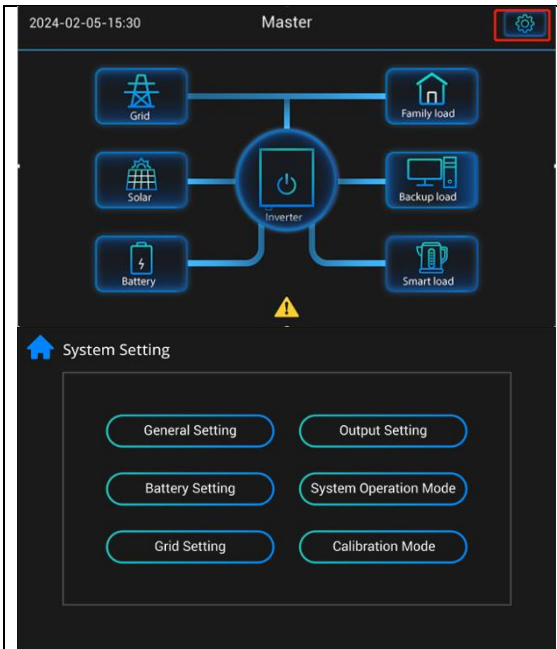 2024-02-05-15:30 Master
Grid
Family load
Solar
Inverter
Backup load
Battery
Smart load
System Setting
General Setting Output Setting
Battery Setting System Operation Mode
Grid Setting Calibration Mode